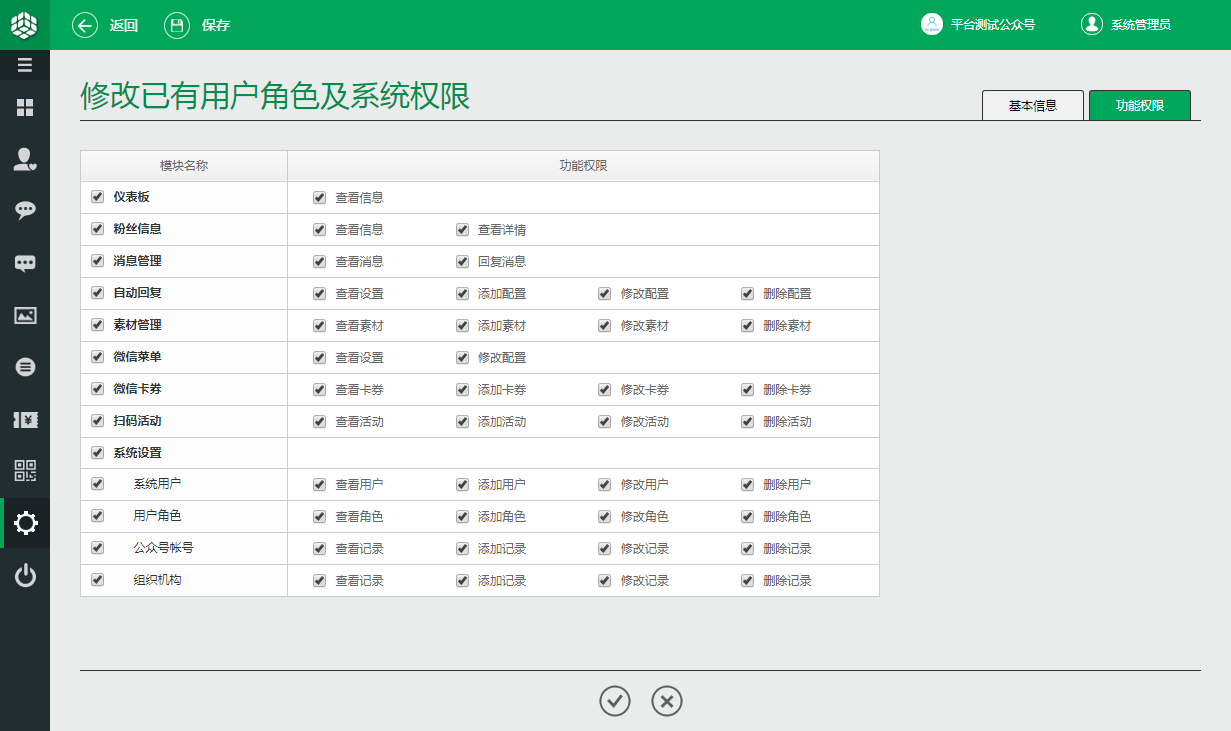 返回 保存 平台测试公众号 系统管理员
修改已有用户角色及系统权限
基本信息 功能权限
模块名称 功能权限
仪表板 查看信息
粉丝信息 查看信息 查看详情
消息管理 查看消息 回复消息
自动回复 查看设置 添加配置 修改配置 删除配置
素材管理 查看素材 添加素材 修改素材 删除素材
微信菜单 查看设置 修改配置
微信卡券 查看卡券 添加卡券 修改卡券 删除卡券
扫码活动 查看活动 添加活动 修改活动 删除活动
系统设置
系统用户 查看用户 添加用户 修改用户 删除用户
用户角色 查看角色 添加角色 修改角色 删除角色
公众号帐号 查看记录 添加记录 修改记录 删除记录
组织机构 查看记录 添加记录 修改记录 删除记录